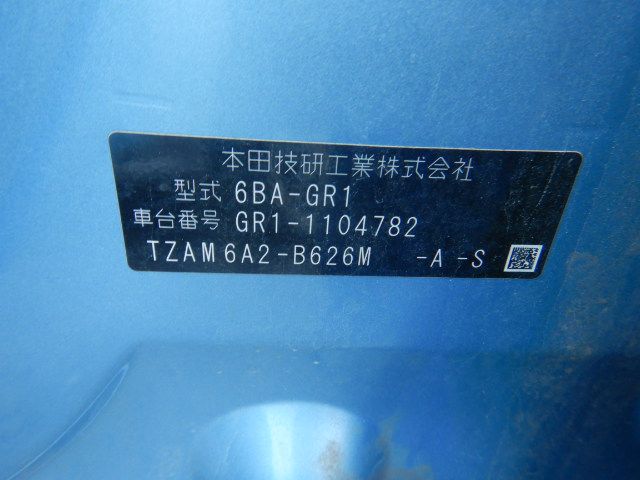 本田技研工業株式会社
型式 6BA-GR1
車台番号 GR1-1104782
TZAM6A2-B626M -A -S